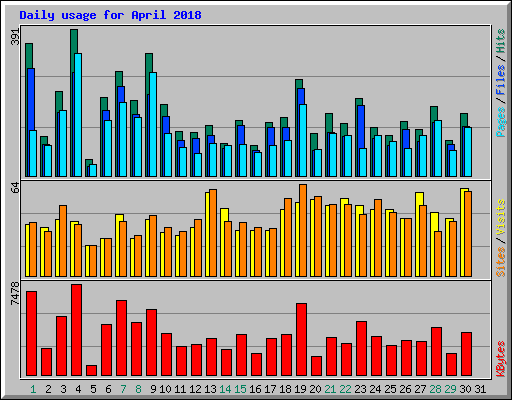 Daily usage for April 2018
391
Pages / Files / Hits
64
Sites / Visits
7478
KBytes
1 2 3 4 5 6 7 8 9 10 11 12 13 14 15 16 17 18 19 20 21 22 23 24 25 26 27 28 29 30 31